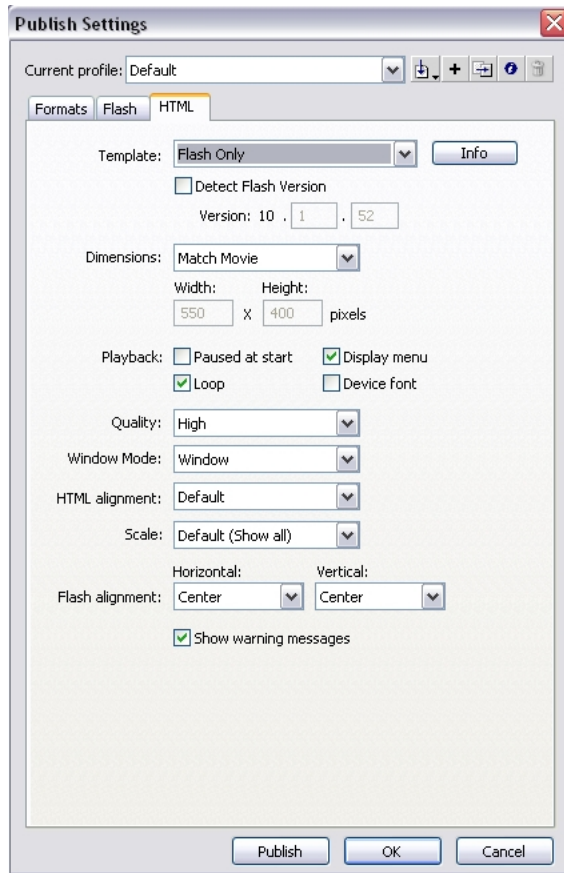 Publish Settings
Current profile: Default
Formats Flash HTML
Template: Flash Only Info
Detect Flash Version
Version: 10 . 1 . 52
Dimensions: Match Movie
Width: Height:
550 X 400 pixels
Playback: Paused at start Display menu
Loop Device font
Quality: High
Window Mode: Window
HTML alignment: Default
Scale: Default (Show all)
Horizontal: Vertical:
Flash alignment: Center Center
Show warning messages
Publish OK Cancel